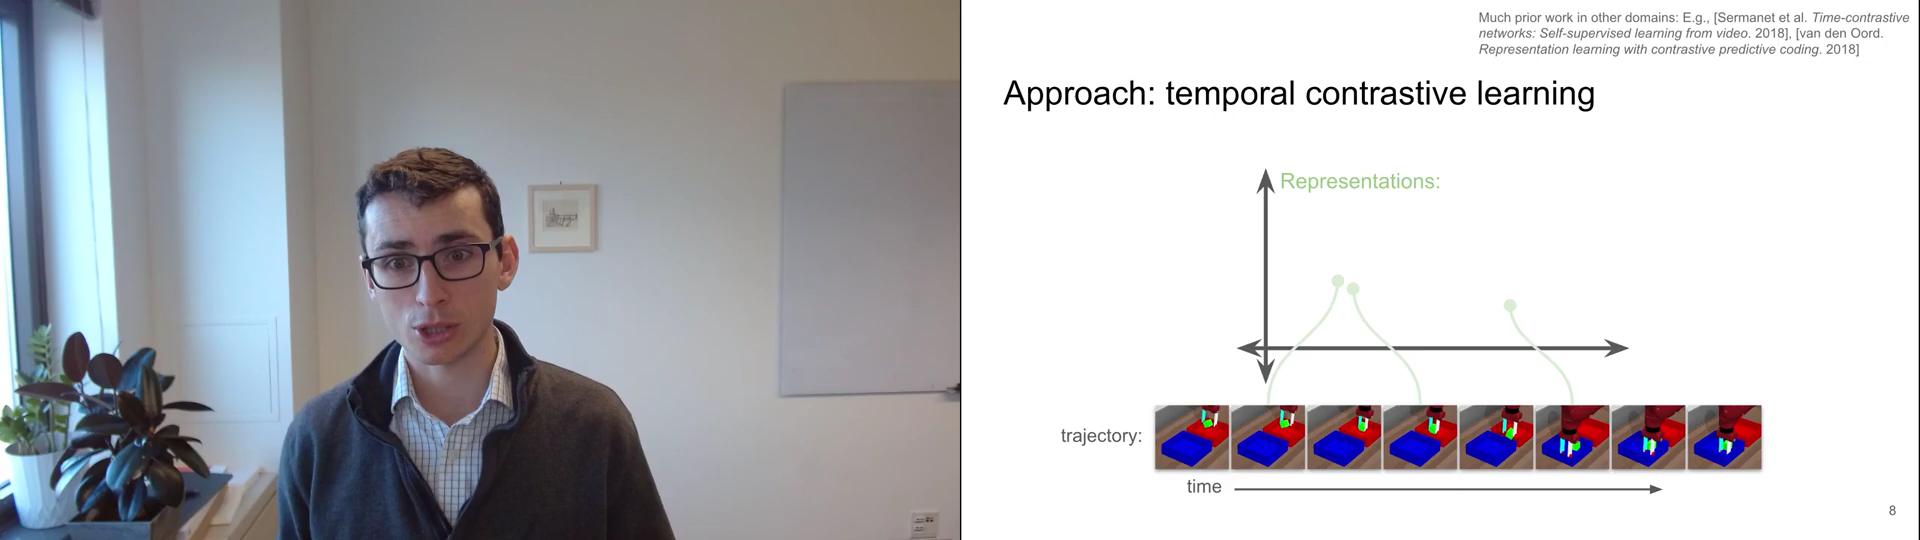 Much prior work in other domains: E.g., [Sermanet et al. Time-contrastive
networks: Self-supervised learning from video. 2018], [van den Oord.
Representation learning with contrastive predictive coding. 2018]
Approach: temporal contrastive learning
Representations:
trajectory:
time
8